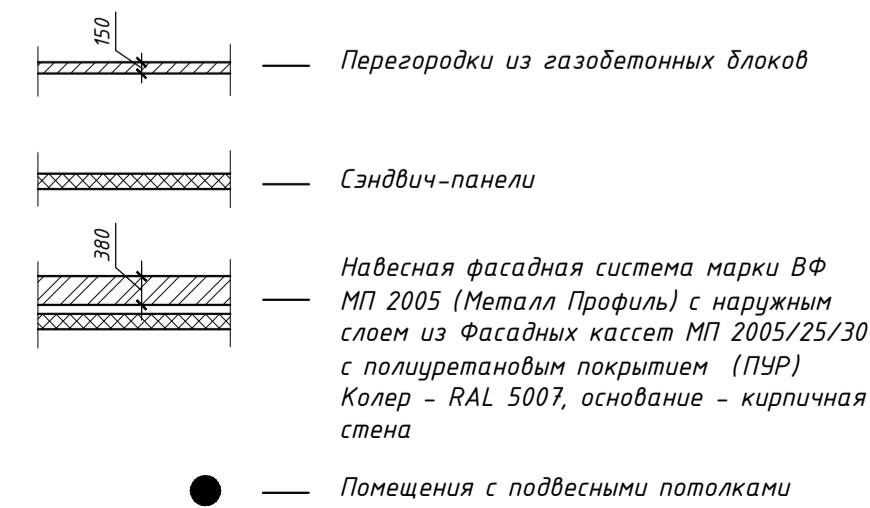 150
Перегородки из газобетонных блоков
Сэндвич-панели
380
Навесная фасадная система марки ВФ
МП 2005 (Металл Профиль) с наружным
слоем из Фасадных кассет МП 2005/25/30
с полиуретановым покрытием (ПУР)
Колер - RAL 5007, основание - кирпичная
стена
Помещения с подвесными потолками